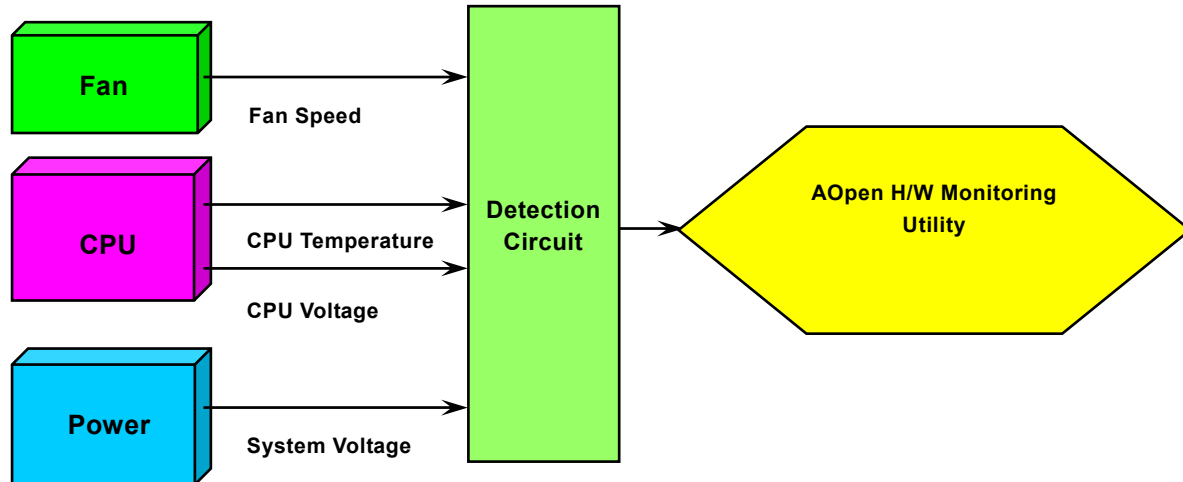 Fan
Fan Speed
CPU
CPU Temperature
CPU Voltage
Power
System Voltage
Detection
Circuit
AOpen H/W Monitoring
Utility